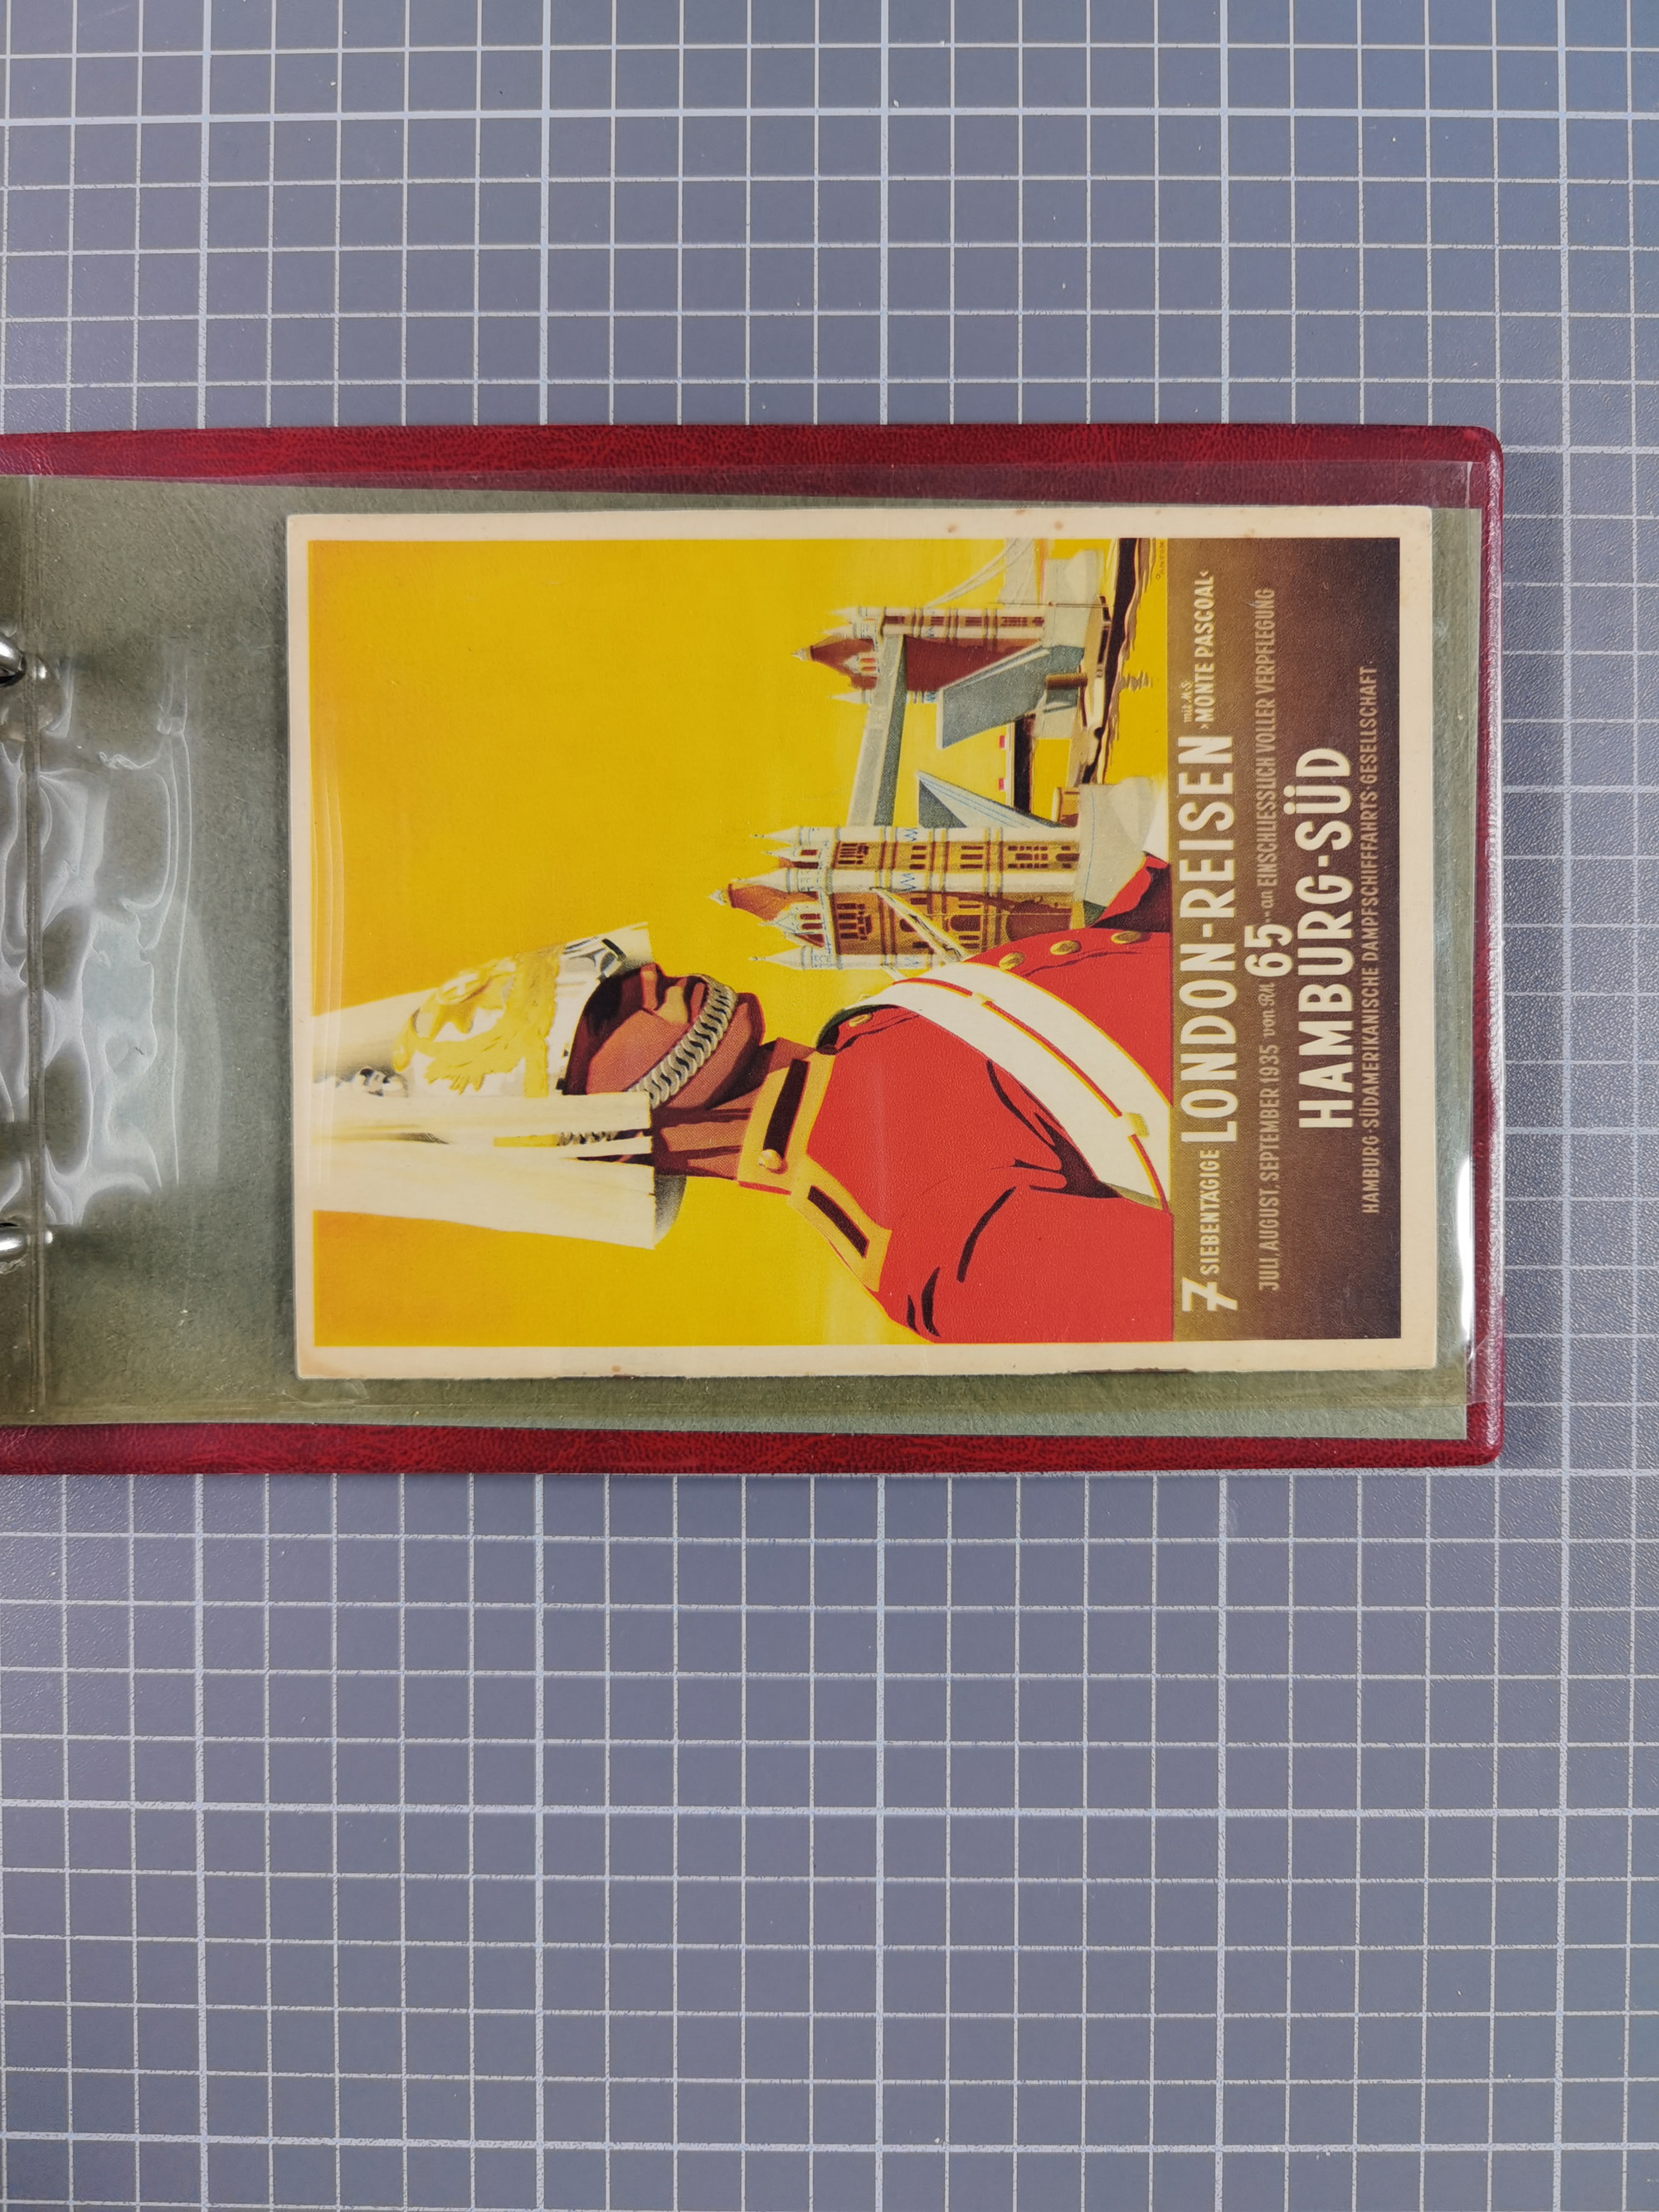 7 SIEBENTÄGIGE LONDON-REISEN mit M.S. ›MONTE PASCOAL‹
JULI, AUGUST, SEPTEMBER 1935 von RM. 65.- an EINSCHLIESSLICH VOLLER VERPFLEGUNG
HAMBURG-SÜD
HAMBURG-SÜDAMERIKANISCHE DAMPFSCHIFFFAHRTS-GESELLSCHAFT